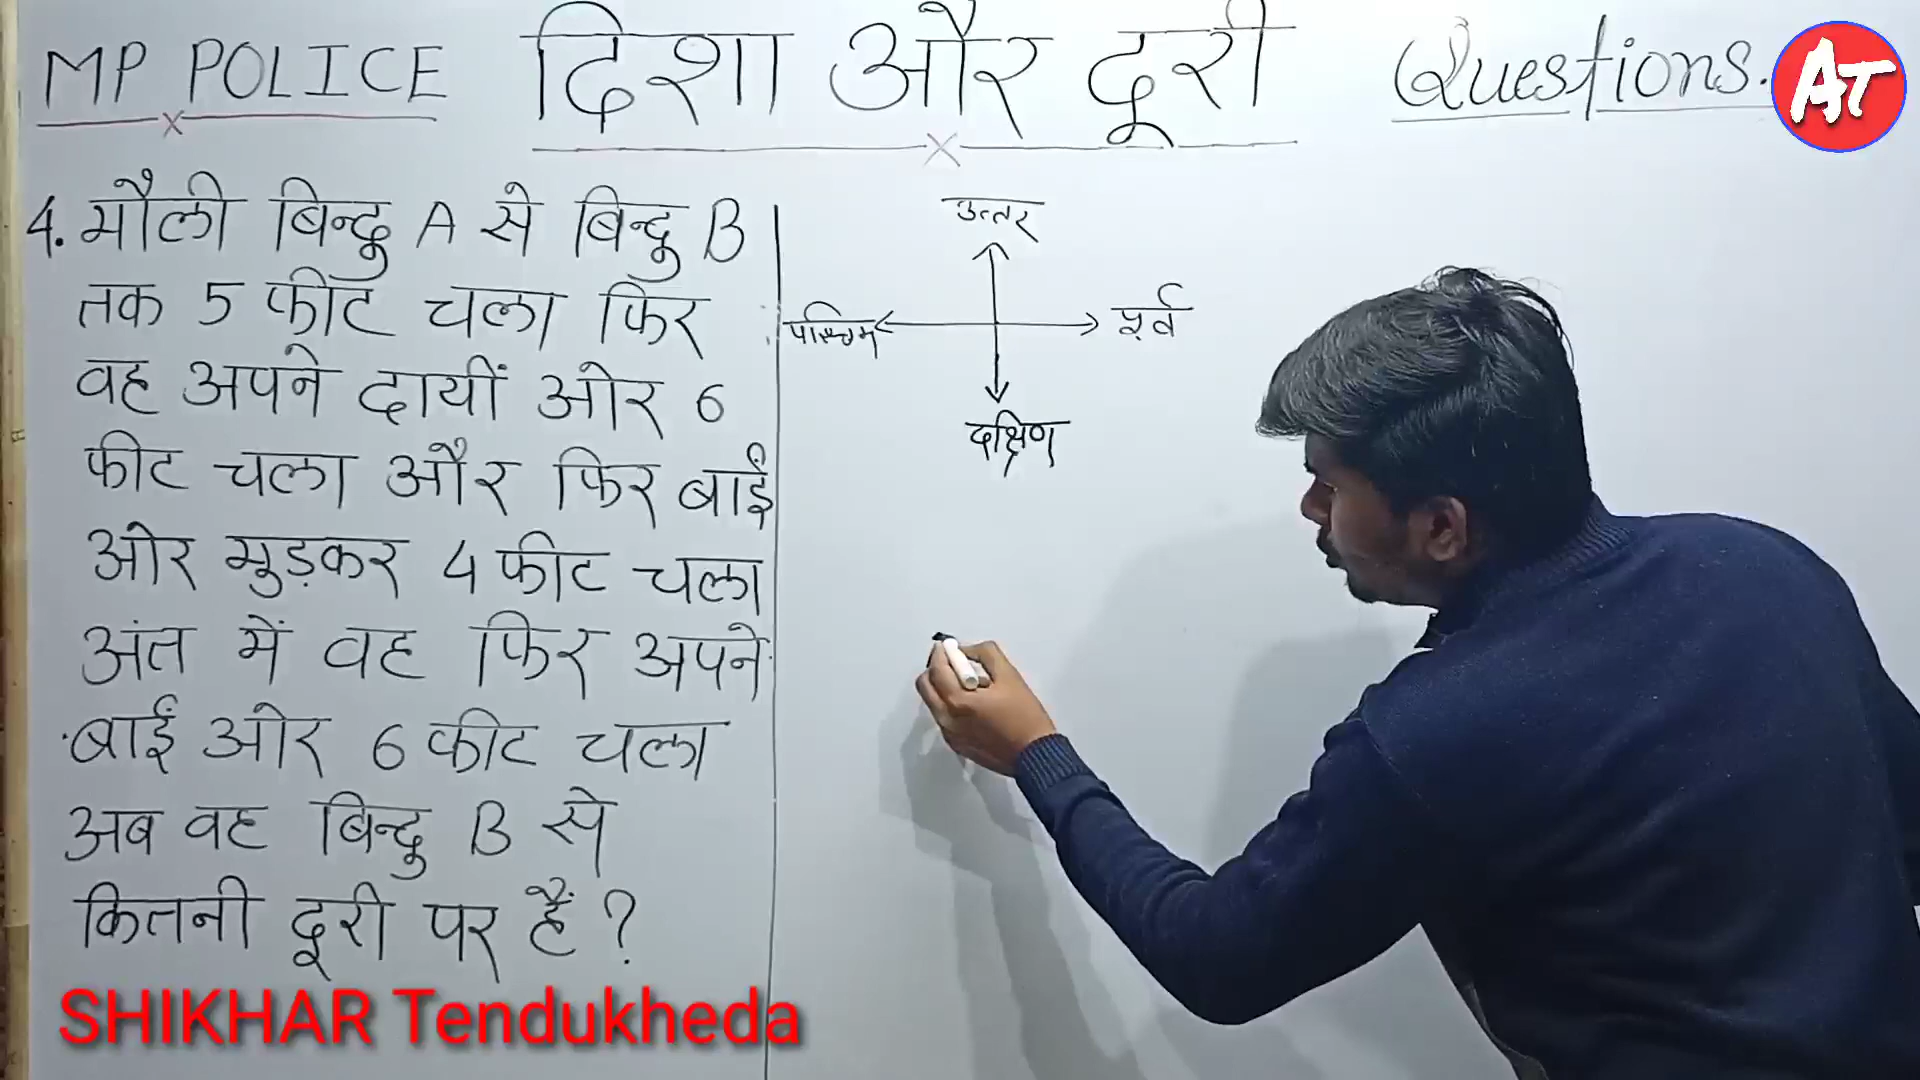 MP POLICE दिशा और दूरी Questions.
AT
4. मौली बिन्दु A से बिन्दु B
तक 5 फीट चला फिर
वह अपने दायीं ओर 6
फीट चला और फिर बाईं
ओर मुड़कर 4 फीट चला
अंत में वह फिर अपने
बाईं ओर 6 फीट चला
अब वह बिन्दु B से
कितनी दूरी पर हैं ?
उत्तर
पश्चिम पूर्व
दक्षिण
SHIKHAR Tendukheda